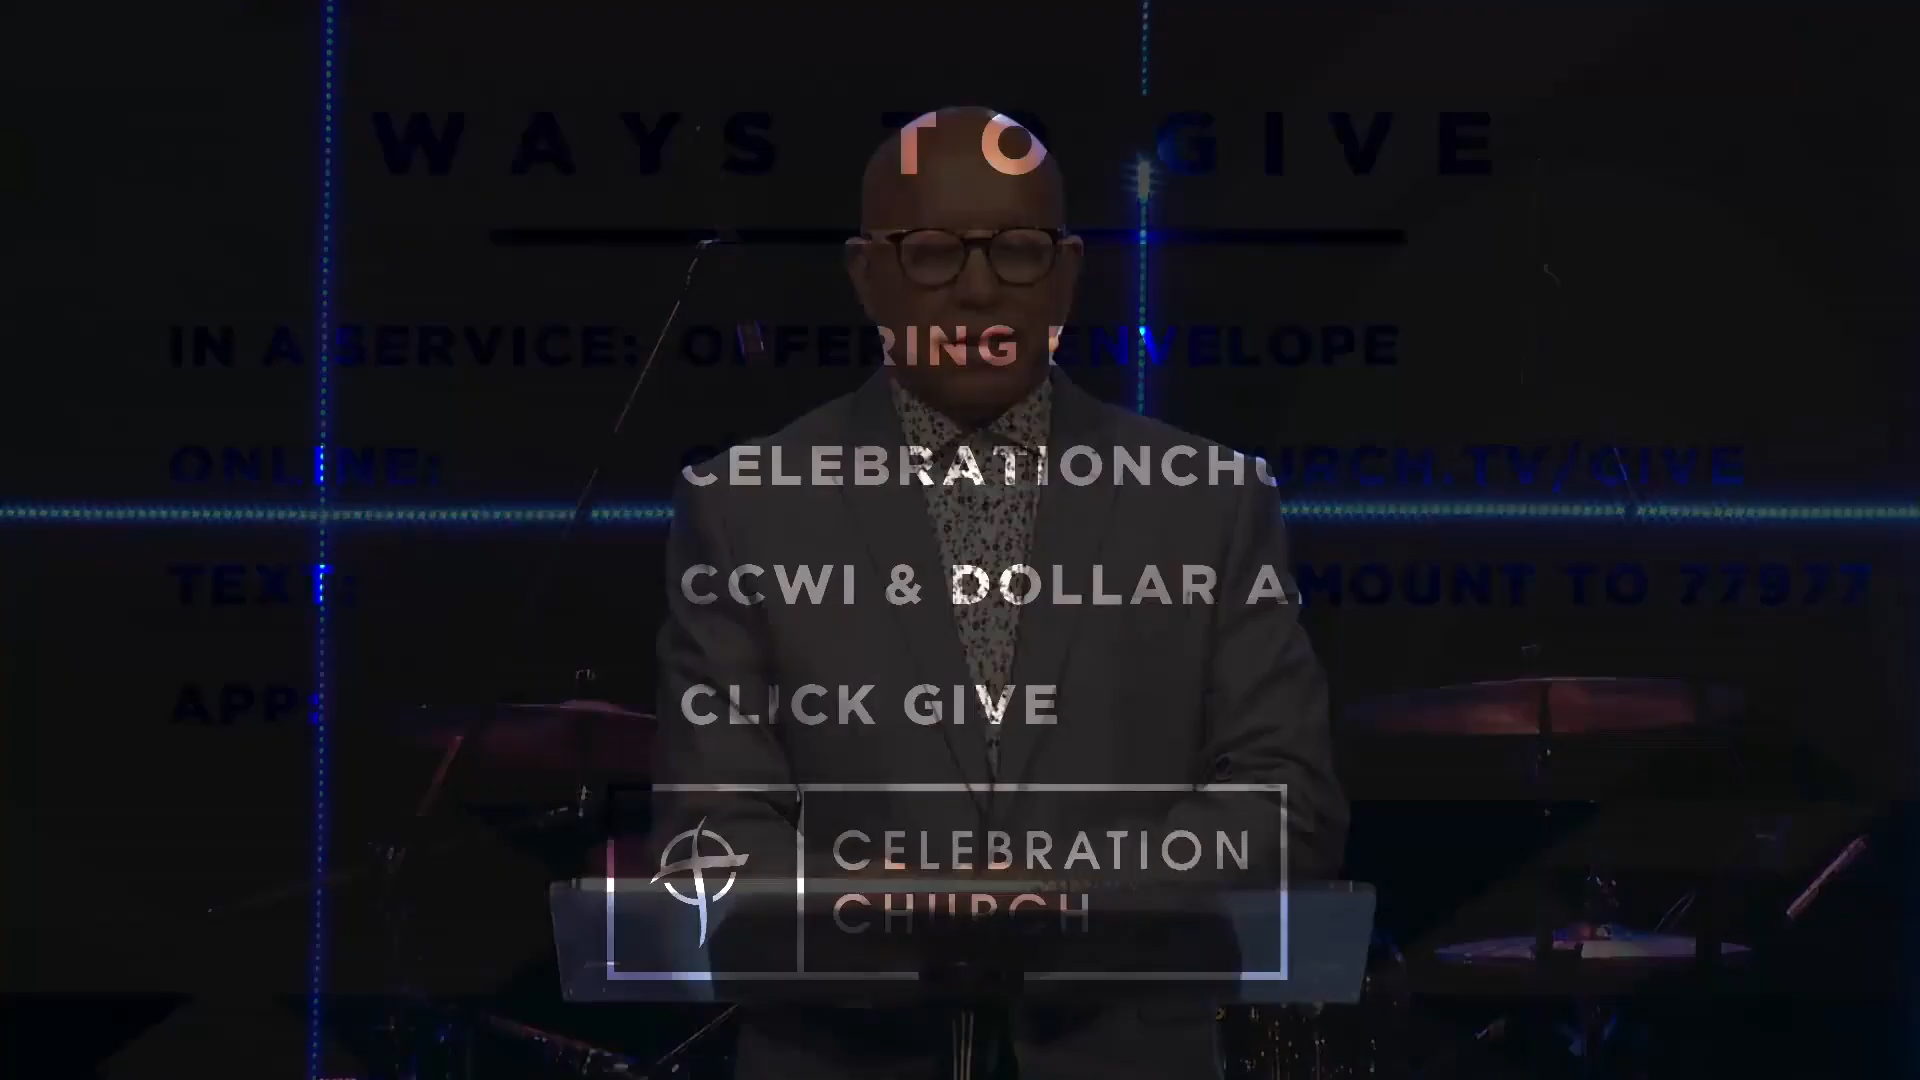 WAYS TO GIVE
IN A SERVICE: OFFERING ENVELOPE
ONLINE: CELEBRATIONCHURCH.TV/GIVE
TEXT: CCWI & DOLLAR AMOUNT TO 77977
APP: CLICK GIVE
CELEBRATION
CHURCH